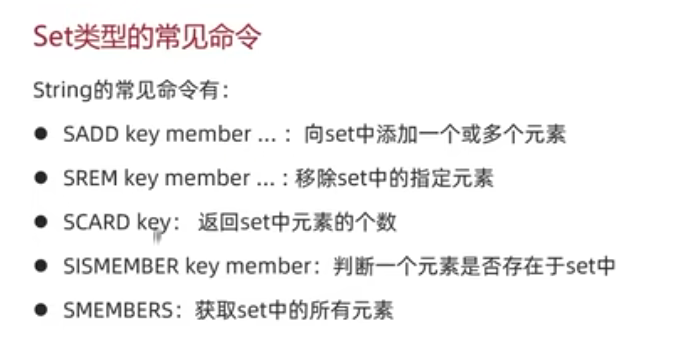 Set类型的常见命令
String的常见命令有：
● SADD key member ... ：向set中添加一个或多个元素
● SREM key member ... : 移除set中的指定元素
● SCARD key： 返回set中元素的个数
● SISMEMBER key member：判断一个元素是否存在于set中
● SMEMBERS：获取set中的所有元素